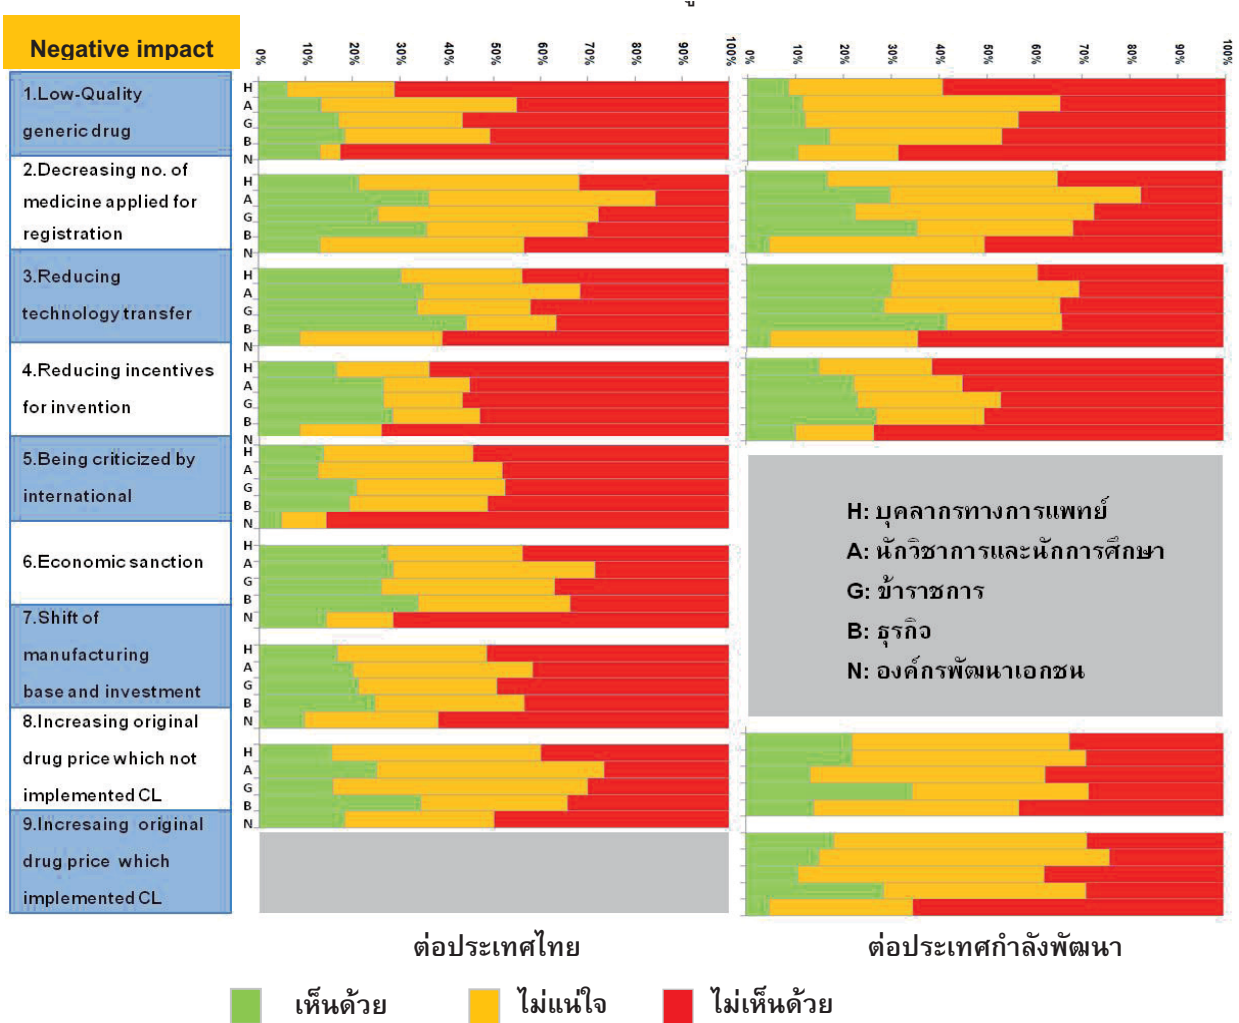 Negative impact
0% 10% 20% 30% 40% 50% 60% 70% 80% 90% 100%
0% 10% 20% 30% 40% 50% 60% 70% 80% 90% 100%
1.Low-Quality
generic drug
H
A
G
B
N
2.Decreasing no. of
medicine applied for
registration
H
A
G
B
N
3.Reducing
technology transfer
H
A
G
B
N
4.Reducing incentives
for invention
H
A
G
B
N
5.Being criticized by
international
H
A
G
B
N
H: บุคลากรทางการแพทย์
A: นักวิชาการและนักการศึกษา
G: ข้าราชการ
B: ธุรกิจ
N: องค์กรพัฒนาเอกชน
6.Economic sanction
H
A
G
B
N
7.Shift of
manufacturing
base and investment
H
A
G
B
N
8.Increasing original
drug price which not
implemented CL
H
A
G
B
N
9.Incresaing original
drug price which
implemented CL
ต่อประเทศไทย
ต่อประเทศกำลังพัฒนา
เห็นด้วย ไม่แน่ใจ ไม่เห็นด้วย